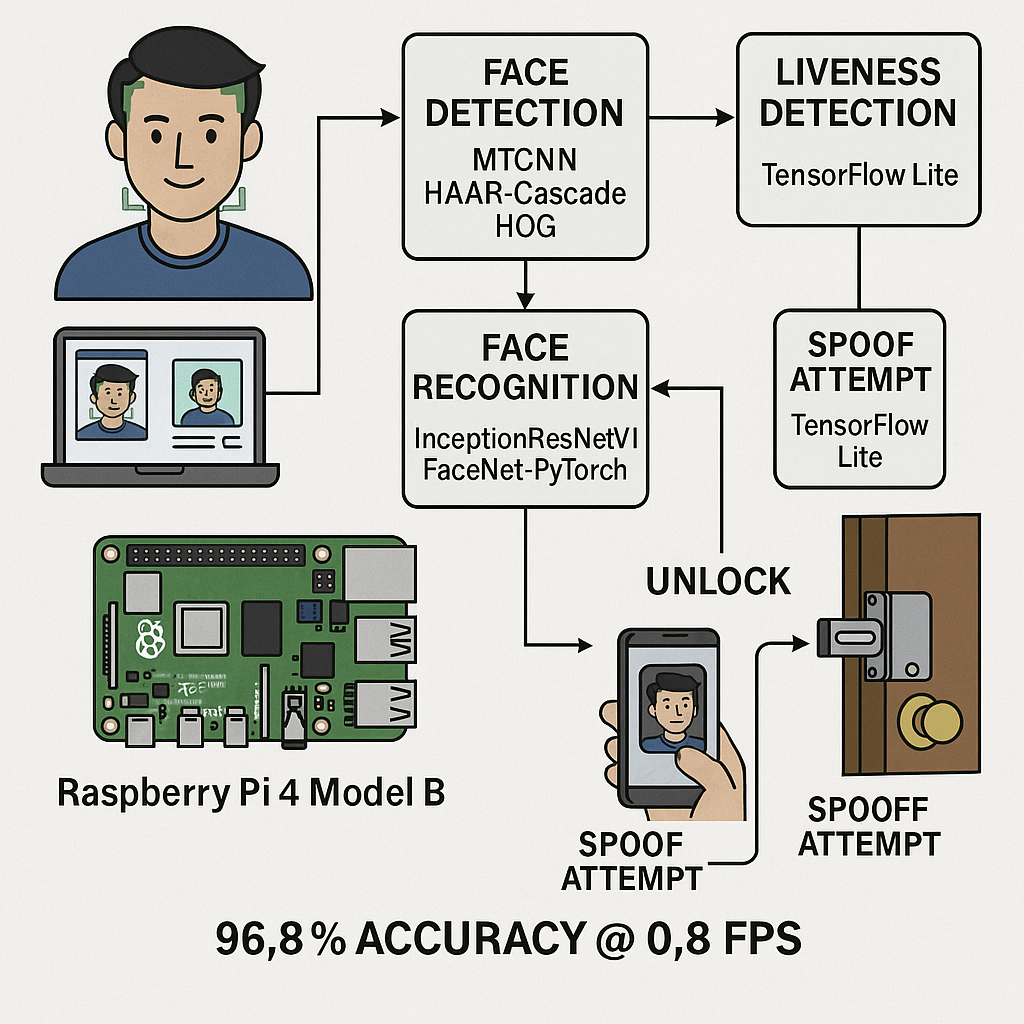 FACE
DETECTION
MTCNN
HAAR-Cascade
HOG
LIVENESS
DETECTION
TensorFlow Lite
FACE
RECOGNITION
InceptionResNetVI
FaceNet-PyTorch
SPOOF
ATTEMPT
TensorFlow
Lite
UNLOCK
Raspberry Pi 4 Model B
SPOOF
ATTEMPT
SPOOFF
ATTEMPT
96,8 % ACCURACY @ 0,8 FPS